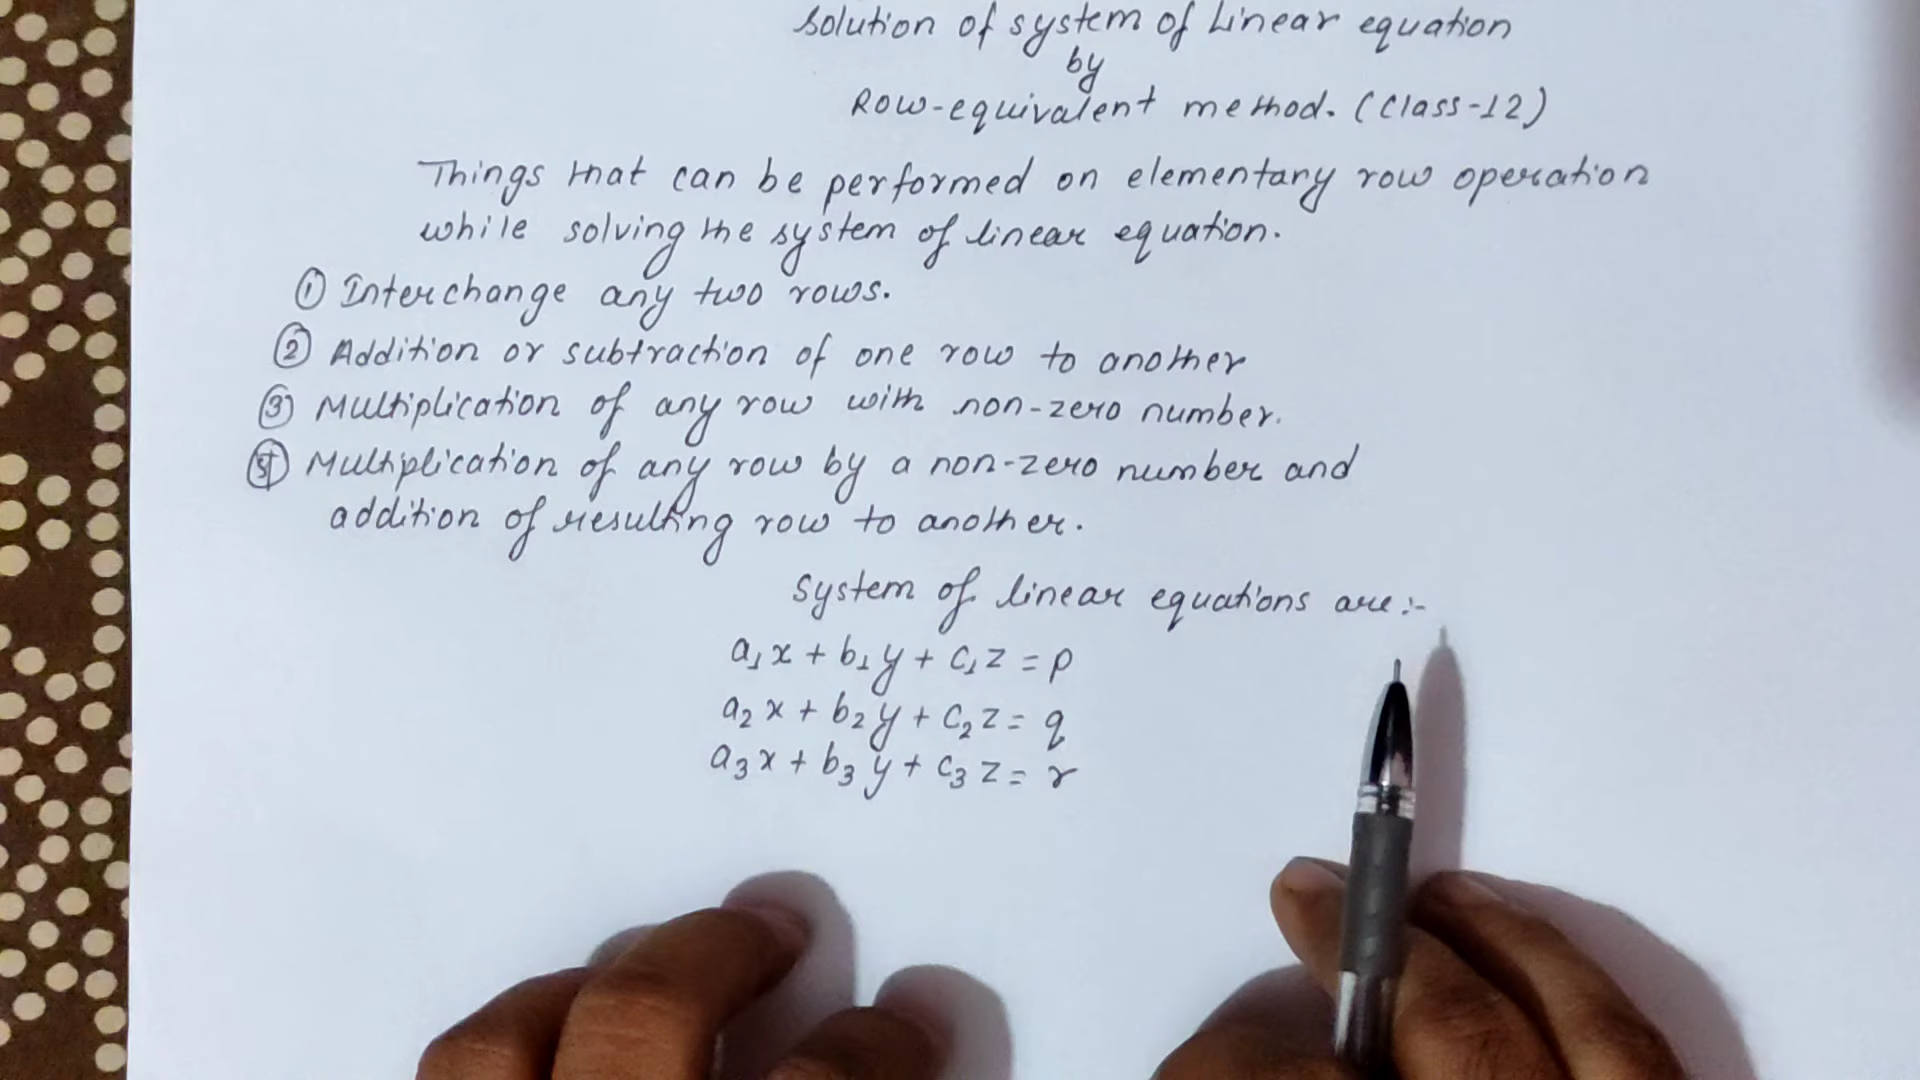 Solution of system of Linear equation
by
Row-equivalent method. (Class-12)
Things that can be performed on elementary row operation
while solving the system of linear equation.
① Interchange any two rows.
② Addition or subtraction of one row to another
③ Multiplication of any row with non-zero number.
Multiplication of any row by a non-zero number and
addition of resulting row to another.
System of linear equations are:-
a₁x + b₁y + c₁z = p
a₂x + b₂y + c₂z = q
a₃x + b₃y + c₃z = r